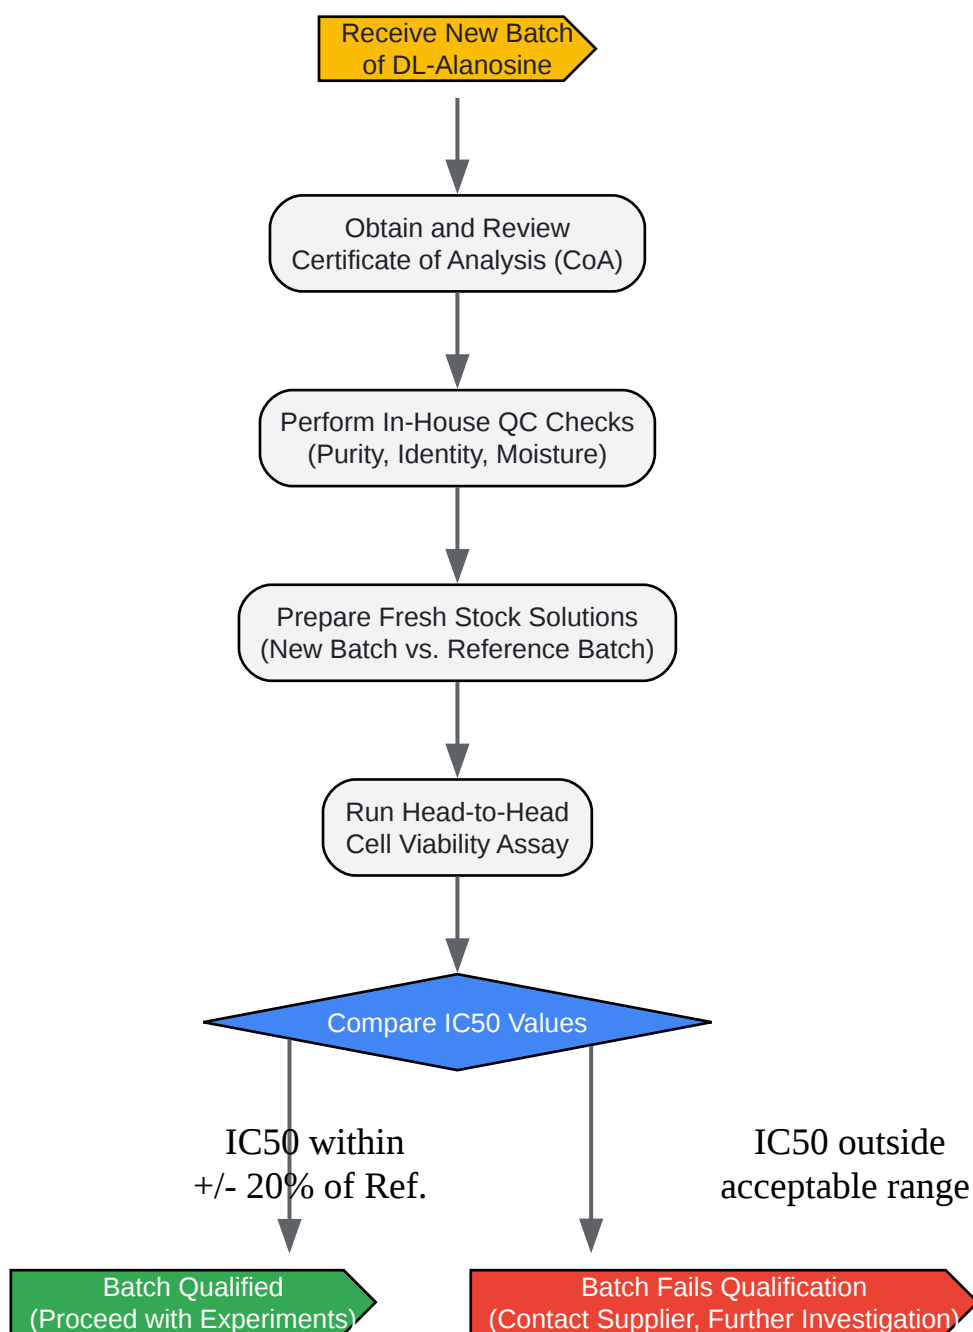 Receive New Batch
of DL-Alanosine
Obtain and Review
Certificate of Analysis (CoA)
Perform In-House QC Checks
(Purity, Identity, Moisture)
Prepare Fresh Stock Solutions
(New Batch vs. Reference Batch)
Run Head-to-Head
Cell Viability Assay
Compare IC50 Values
IC50 within
+/- 20% of Ref.
IC50 outside
acceptable range
Batch Qualified
(Proceed with Experiments)
Batch Fails Qualification
(Contact Supplier, Further Investigation)